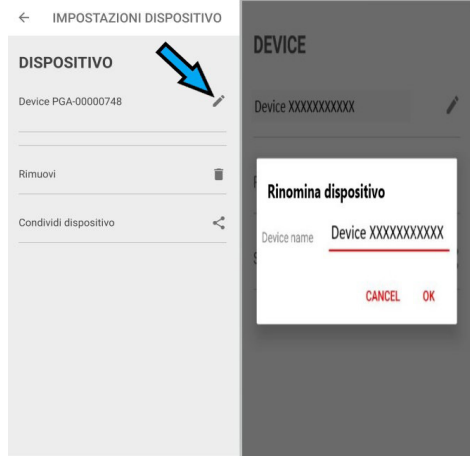 ← IMPOSTAZIONI DISPOSITIVO
DISPOSITIVO
Device PGA-00000748
Rimuovi
Condividi dispositivo
DEVICE
Device XXXXXXXXXXX
Rinomina dispositivo
Device name Device XXXXXXXXXXX
CANCEL OK